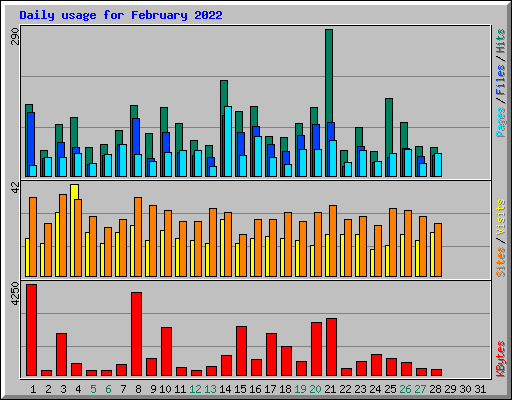 Daily usage for February 2022
290
Pages / Files / Hits
42
Sites / Visits
4250
KBytes
1 2 3 4 5 6 7 8 9 10 11 12 13 14 15 16 17 18 19 20 21 22 23 24 25 26 27 28 29 30 31